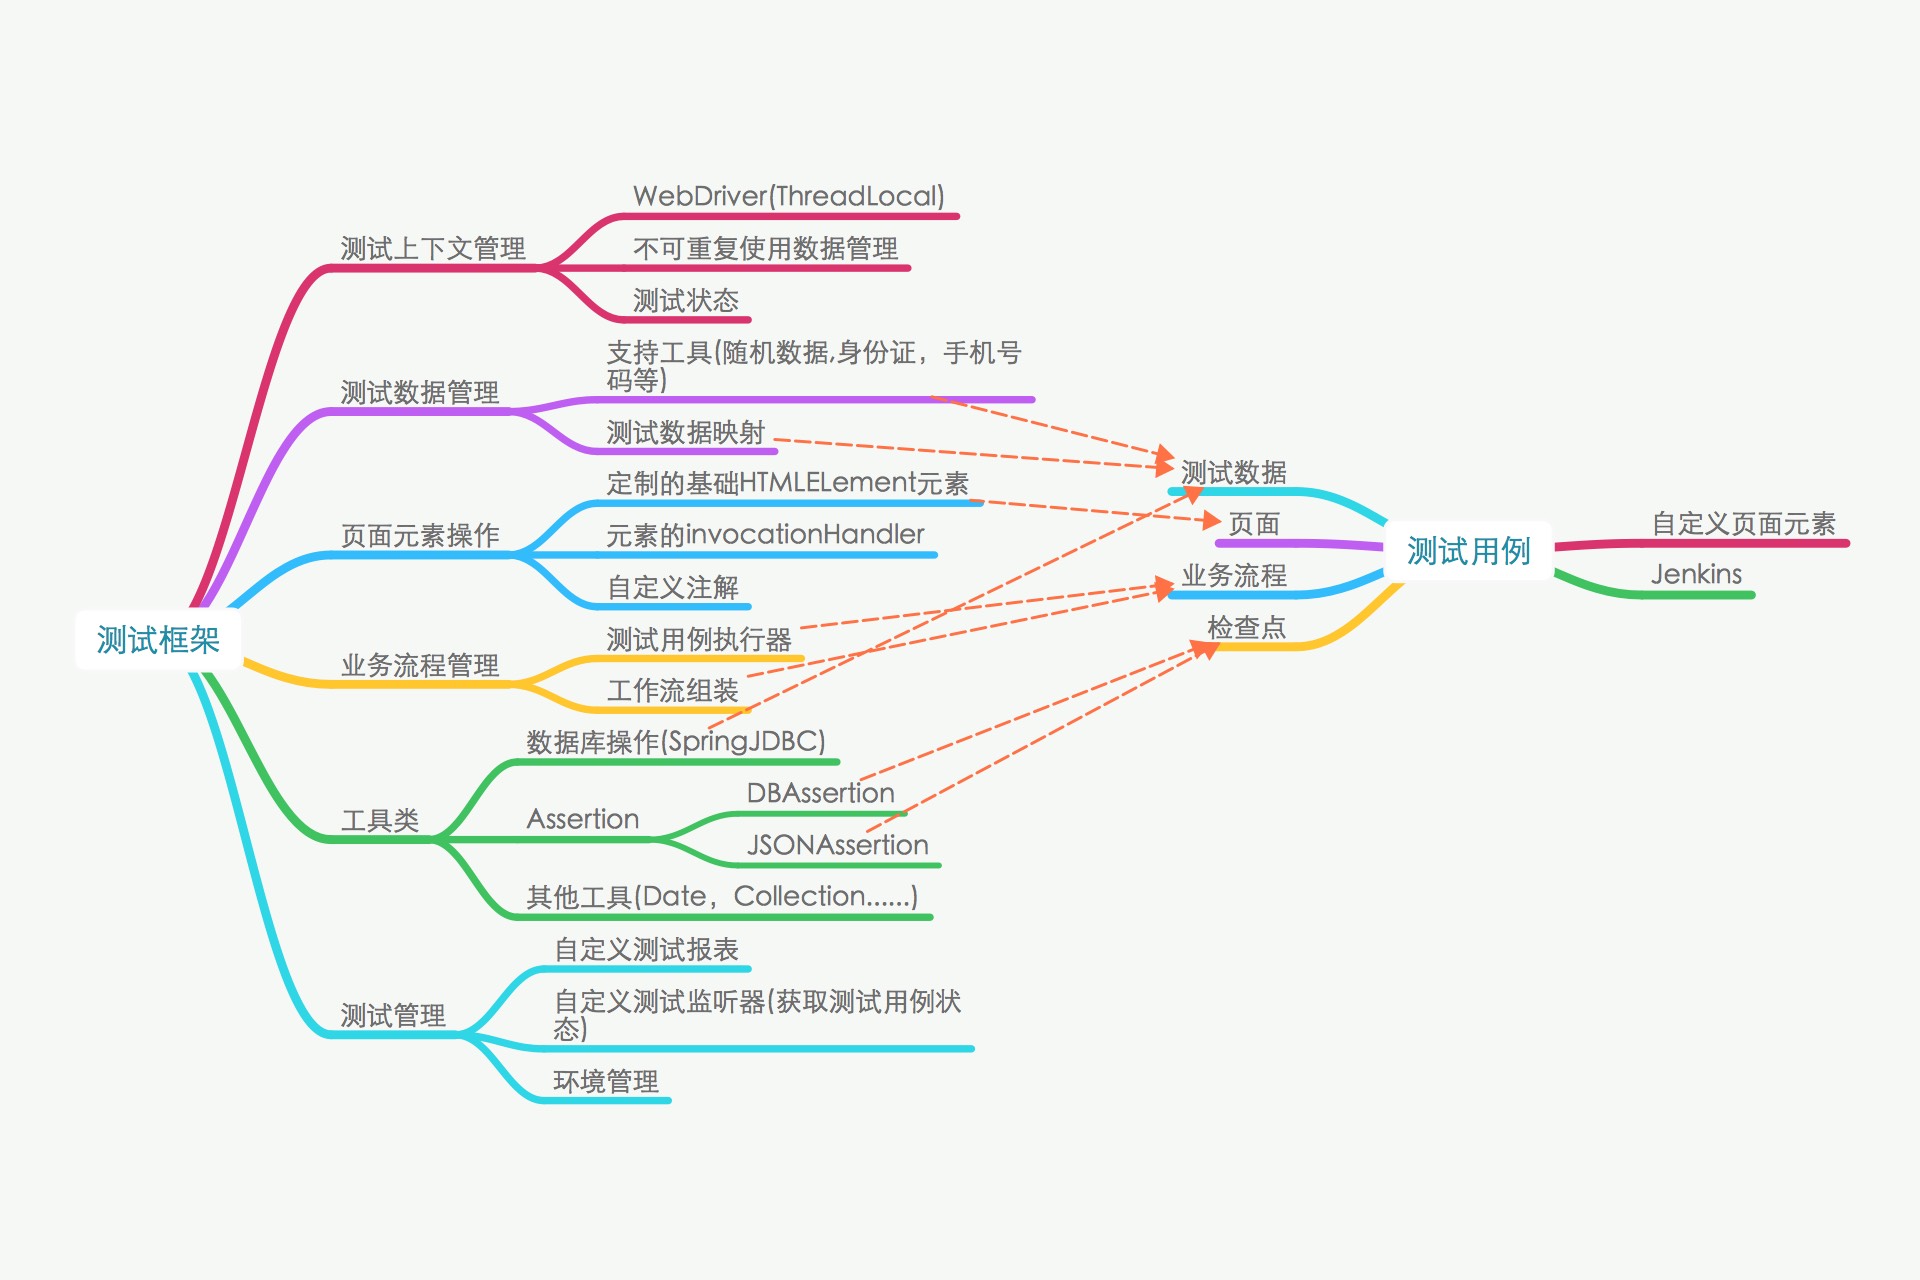 测试框架
测试上下文管理
WebDriver(ThreadLocal)
不可重复使用数据管理
测试状态
测试数据管理
支持工具(随机数据,身份证，手机号
码等)
测试数据映射
页面元素操作
定制的基础HTMLELement元素
元素的invocationHandler
自定义注解
业务流程管理
测试用例执行器
工作流组装
工具类
数据库操作(SpringJDBC)
Assertion
DBAssertion
JSONAssertion
其他工具(Date，Collection......)
测试管理
自定义测试报表
自定义测试监听器(获取测试用例状
态)
环境管理
测试用例
测试数据
页面
业务流程
检查点
自定义页面元素
Jenkins